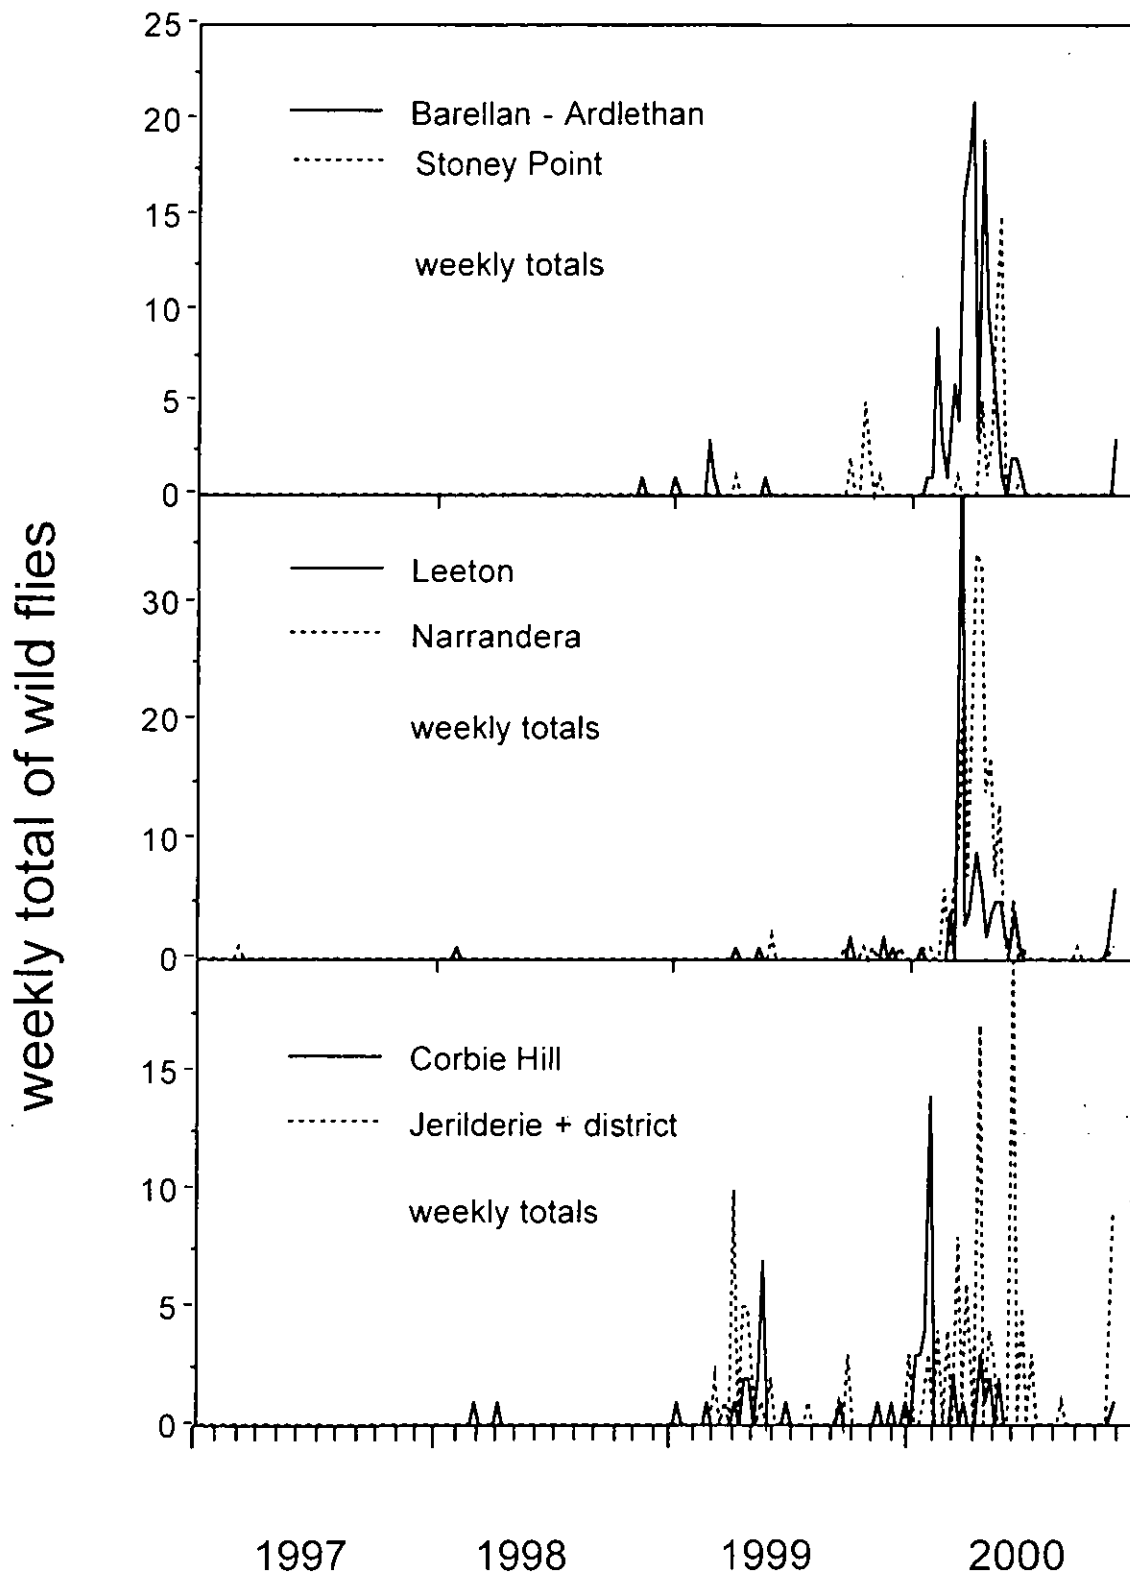 weekly total of wild flies
25
20
15
10
5
0
Barellan - Ardlethan
Stoney Point
weekly totals
30
20
10
0
Leeton
Narrandera
weekly totals
15
10
5
0
Corbie Hill
Jerilderie + district
weekly totals
1997 1998 1999 2000